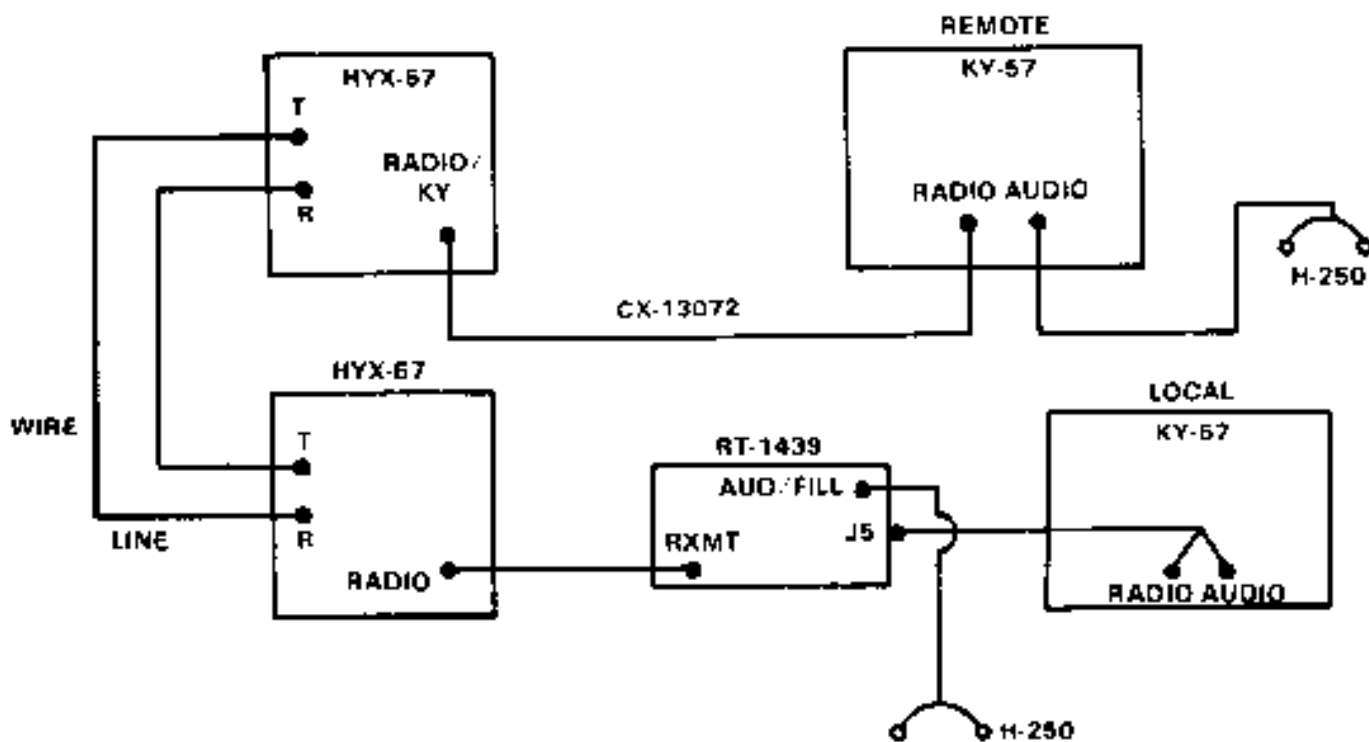 REMOTE
HYX-57
KY-57
T
RADIO/
KY
R
RADIO AUDIO
H-250
CX-13072
HYX-57
LOCAL
WIRE
KY-57
T
RT-1439
AUD/FILL
LINE
R
RXMT
J5
RADIO
RADIO AUDIO
H-250